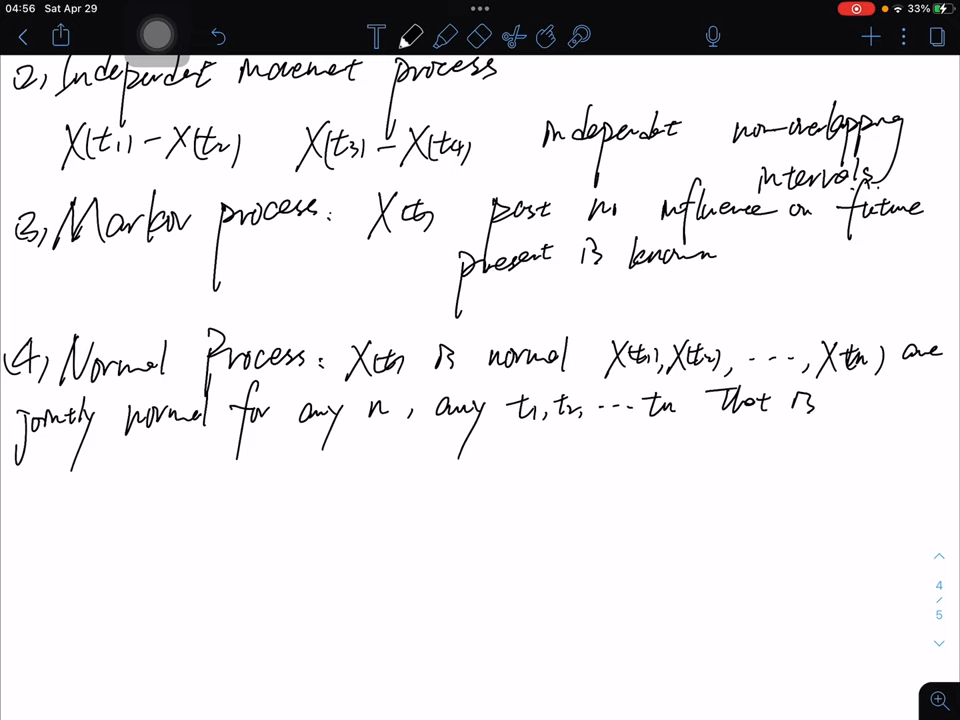 04:56 Sat Apr 29
33%
2, Independent movement process
X(t1) - X(t2) X(t3) - X(t4) independent non-overlapping
intervals
3, Markov process: X(t) past no influence on future
present is known
(4) Normal Process: X(t) is normal X(t1), X(t2), ..., X(tn) are
jointly normal for any n, any t1, t2, ... tn That is
4
/
5